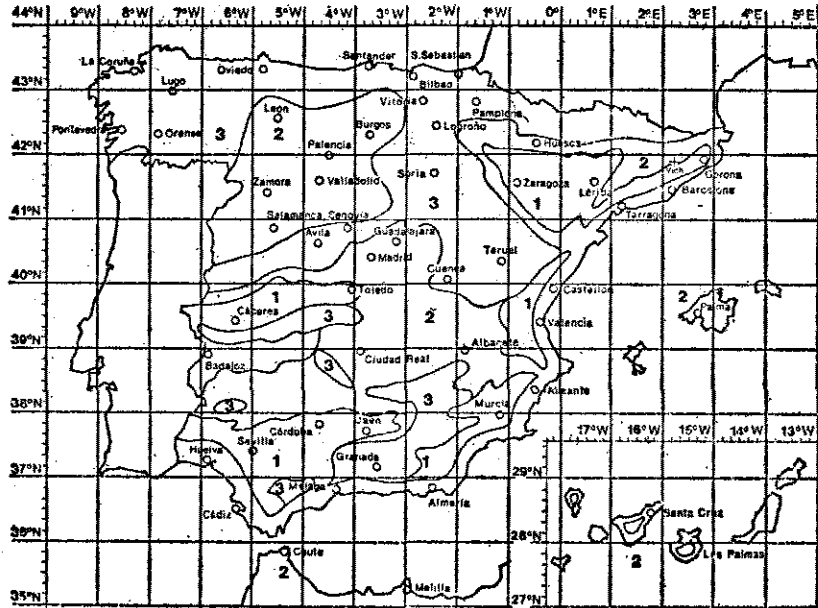 44°N 9°W 8°W 7°W 6°W 5°W 4°W 3°W 2°W 1°W 0° 1°E 2°E 3°E 5°E
La Coruña
Oviedo
Santander
S.Sebastian
43°N
Lugo
Bilbao
Vitoria
Pamplona
Leon
2
Burgos
Logroño
Pontevedra
Orense
3
Huesca
42°N
Palencia
2
Vich
Gerona
Soria
Zamora
Valladolid
Zaragoza
Lérida
Barcelona
41°N
3
1
Tarragona
Salamanca
Segovia
Guadalajara
Avila
Madrid
Teruel
40°N
Cuenca
1
Toledo
1
Castellon
2
Palma
Cáceres
3
2
Valencia
39°N
Albacete
Badajoz
Ciudad Real
3
Alicante
3
3
38°N
Murcia
Córdoba
Jaén
17°W 16°W 15°W 14°W 13°W
Sevilla
Huelva
1
Granada
1
37°N
3
Málaga
29°N
Cádiz
Almeria
Santa Cruz
36°N
28°N
Ceuta
2
Las Palmas
2
Melilla
35°N
27°N